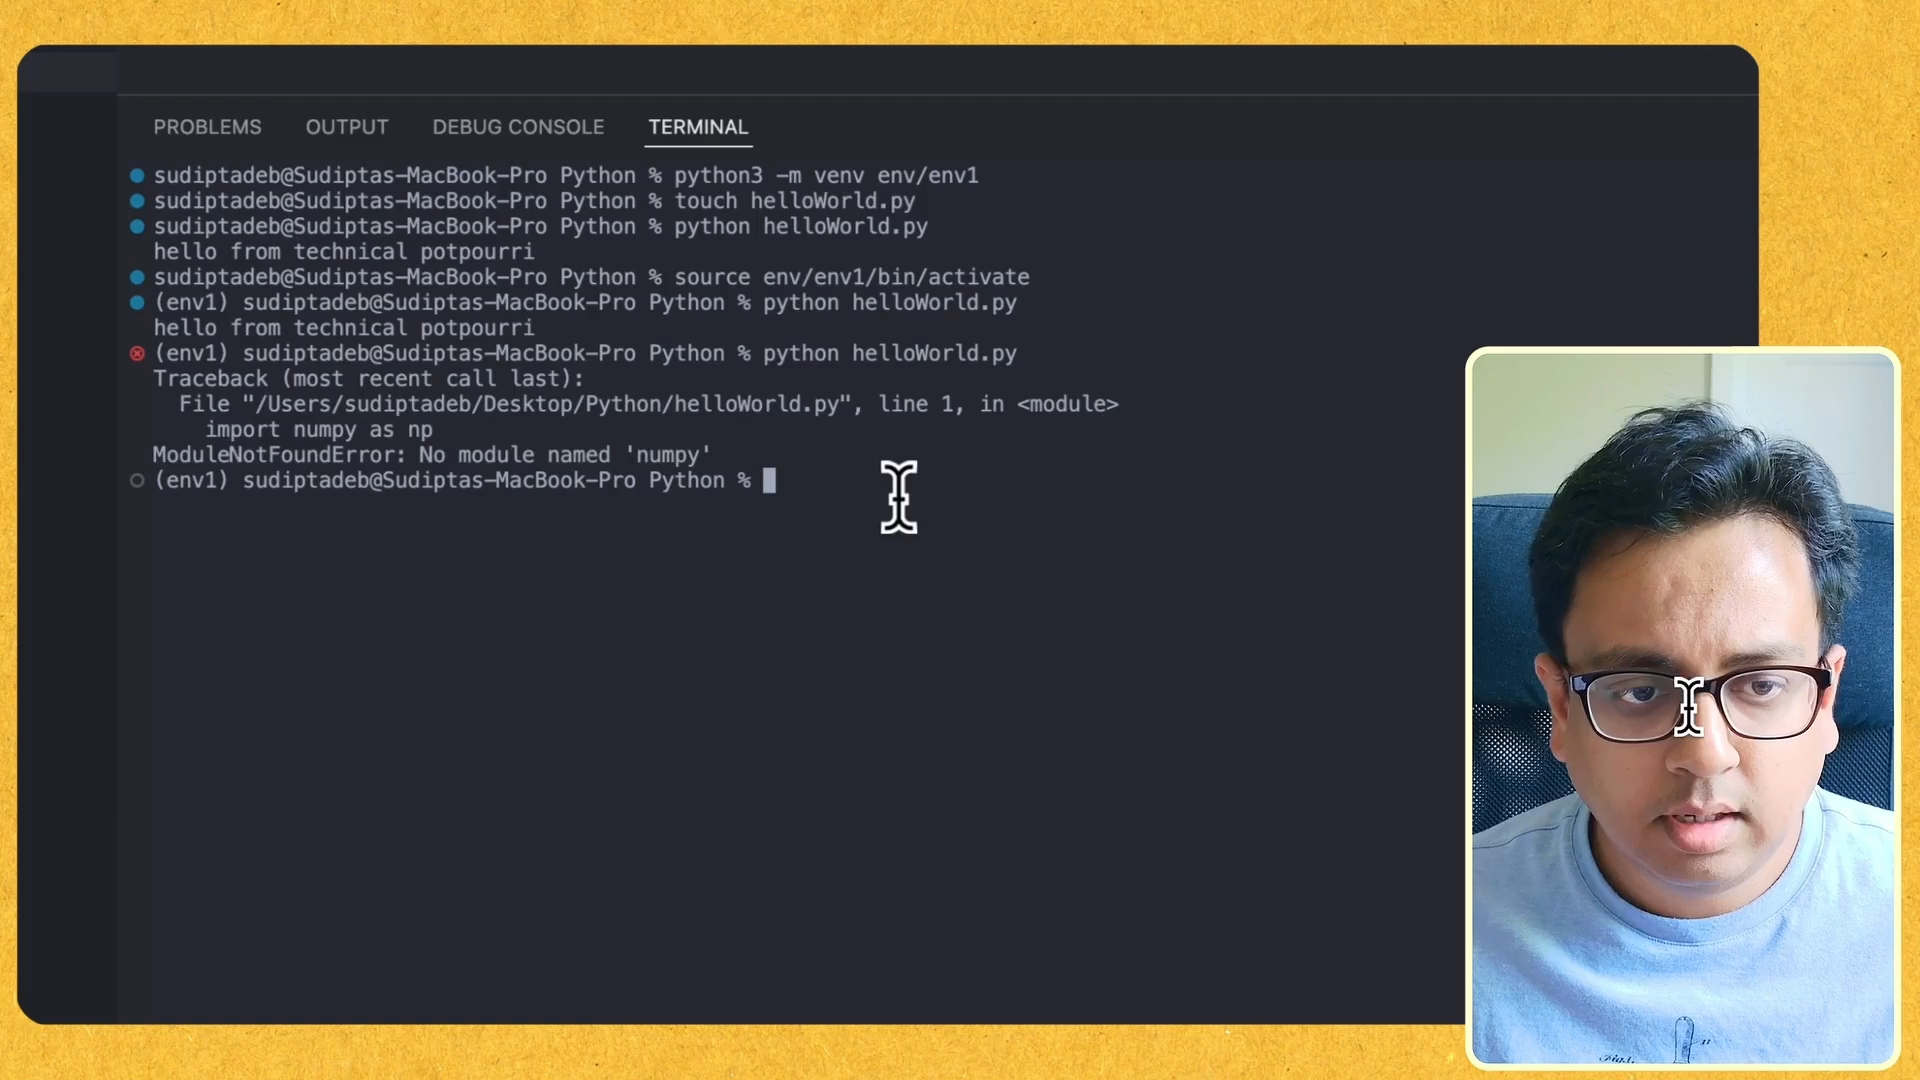 PROBLEMS OUTPUT DEBUG CONSOLE TERMINAL
sudiptadeb@Sudiptas-MacBook-Pro Python % python3 -m venv env/env1
sudiptadeb@Sudiptas-MacBook-Pro Python % touch helloWorld.py
sudiptadeb@Sudiptas-MacBook-Pro Python % python helloWorld.py
hello from technical potpourri
sudiptadeb@Sudiptas-MacBook-Pro Python % source env/env1/bin/activate
(env1) sudiptadeb@Sudiptas-MacBook-Pro Python % python helloWorld.py
hello from technical potpourri
(env1) sudiptadeb@Sudiptas-MacBook-Pro Python % python helloWorld.py
Traceback (most recent call last):
File "/Users/sudiptadeb/Desktop/Python/helloWorld.py", line 1, in <module>
import numpy as np
ModuleNotFoundError: No module named 'numpy'
(env1) sudiptadeb@Sudiptas-MacBook-Pro Python %